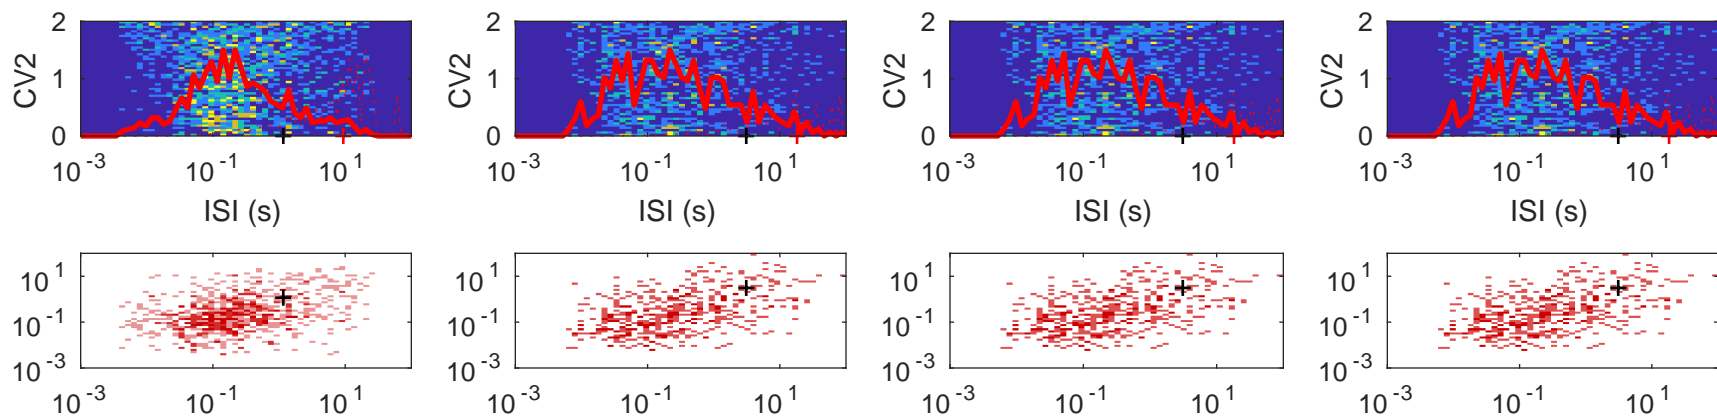 2 2 2 2
CV2 CV2 CV2 CV2
1 1 1 1
0 0 0 0
10^-3 10^-1 10^1 10^-3 10^-1 10^1 10^-3 10^-1 10^1 10^-3 10^-1 10^1
ISI (s) ISI (s) ISI (s) ISI (s)
10^1 10^1 10^1 10^1
10^-1 10^-1 10^-1 10^-1
10^-3 10^-3 10^-3 10^-3
10^-3 10^-1 10^1 10^-3 10^-1 10^1 10^-3 10^-1 10^1 10^-3 10^-1 10^1